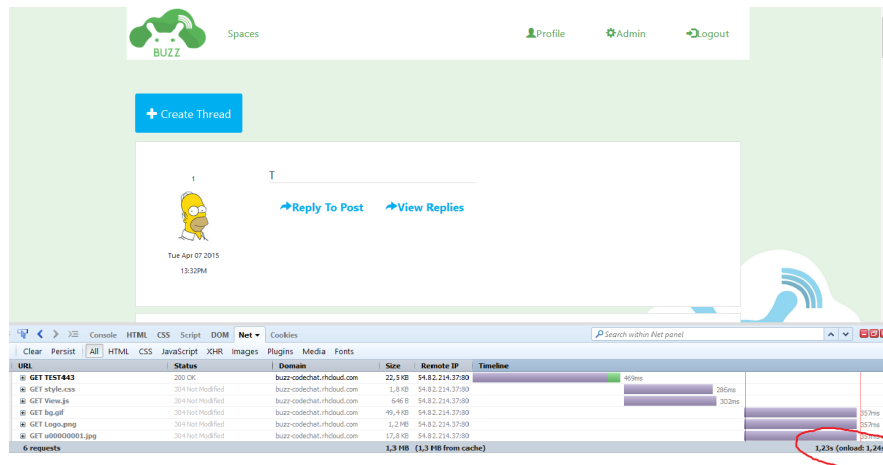 BUZZ
Spaces
Profile
Admin
Logout
Create Thread
1
T
Reply To Post
View Replies
Tue Apr 07 2015
13:32PM
Console HTML CSS Script DOM Net Cookies
Search within Net panel
Clear Persist All HTML CSS JavaScript XHR Images Plugins Media Fonts
URL Status Domain Size Remote IP Timeline
GET TEST443 200 OK buzz-codechat.rhcloud.com 22,5 KB 54.82.214.37:80 469ms
GET style.css 304 Not Modified buzz-codechat.rhcloud.com 1,8 KB 54.82.214.37:80 286ms
GET View.js 304 Not Modified buzz-codechat.rhcloud.com 646 B 54.82.214.37:80 302ms
GET bg.gif 304 Not Modified buzz-codechat.rhcloud.com 49,4 KB 54.82.214.37:80 357ms
GET Logo.png 304 Not Modified buzz-codechat.rhcloud.com 1,2 MB 54.82.214.37:80 357ms
GET u00000001.jpg 304 Not Modified buzz-codechat.rhcloud.com 17,8 KB 54.82.214.37:80
6 requests 1,3 MB (1,3 MB from cache) 1,23s (onload: 1,24s